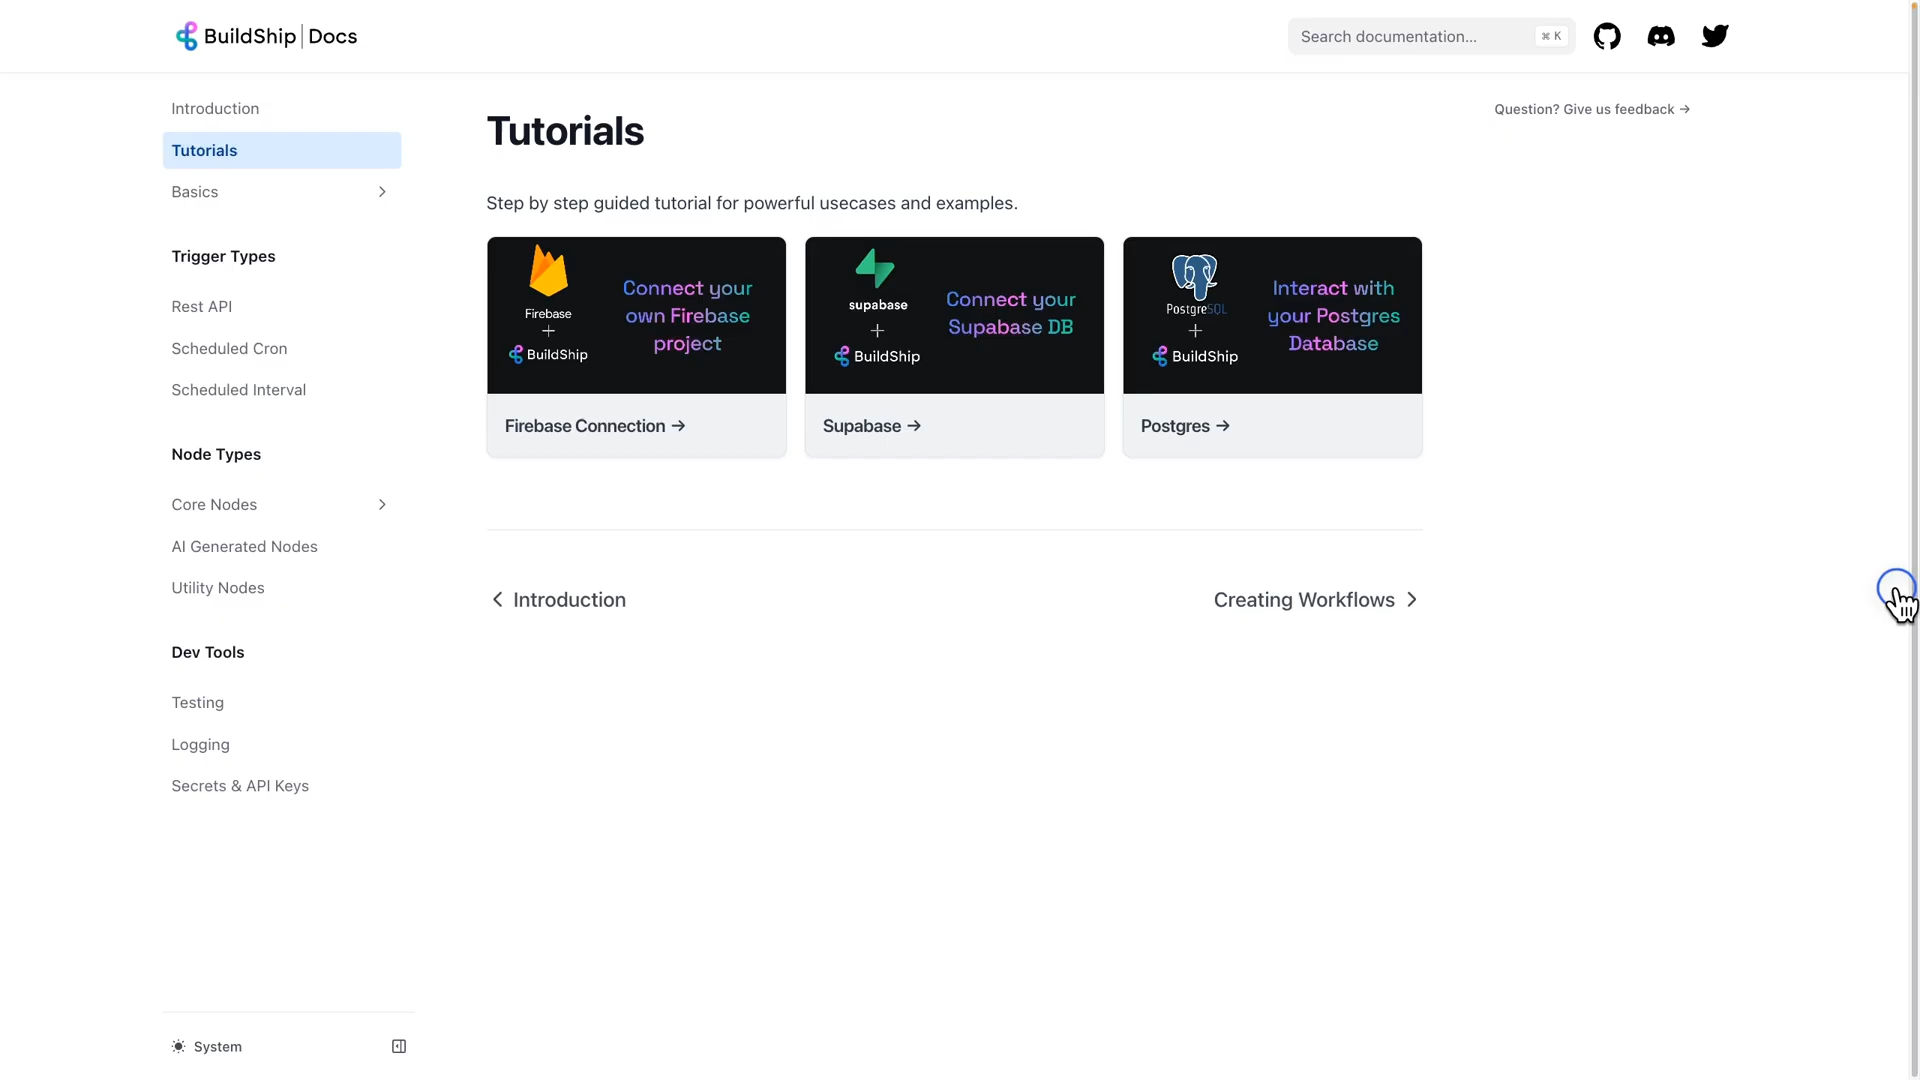 BuildShip Docs
Search documentation...
⌘ K
Introduction
Tutorials
Basics
Trigger Types
Rest API
Scheduled Cron
Scheduled Interval
Node Types
Core Nodes
AI Generated Nodes
Utility Nodes
Dev Tools
Testing
Logging
Secrets & API Keys
System
Tutorials
Step by step guided tutorial for powerful usecases and examples.
Firebase
+
BuildShip
Connect your
own Firebase
project
Firebase Connection →
supabase
+
BuildShip
Connect your
Supabase DB
Supabase →
PostgreSQL
+
BuildShip
Interact with
your Postgres
Database
Postgres →
Introduction
Creating Workflows
Question? Give us feedback →